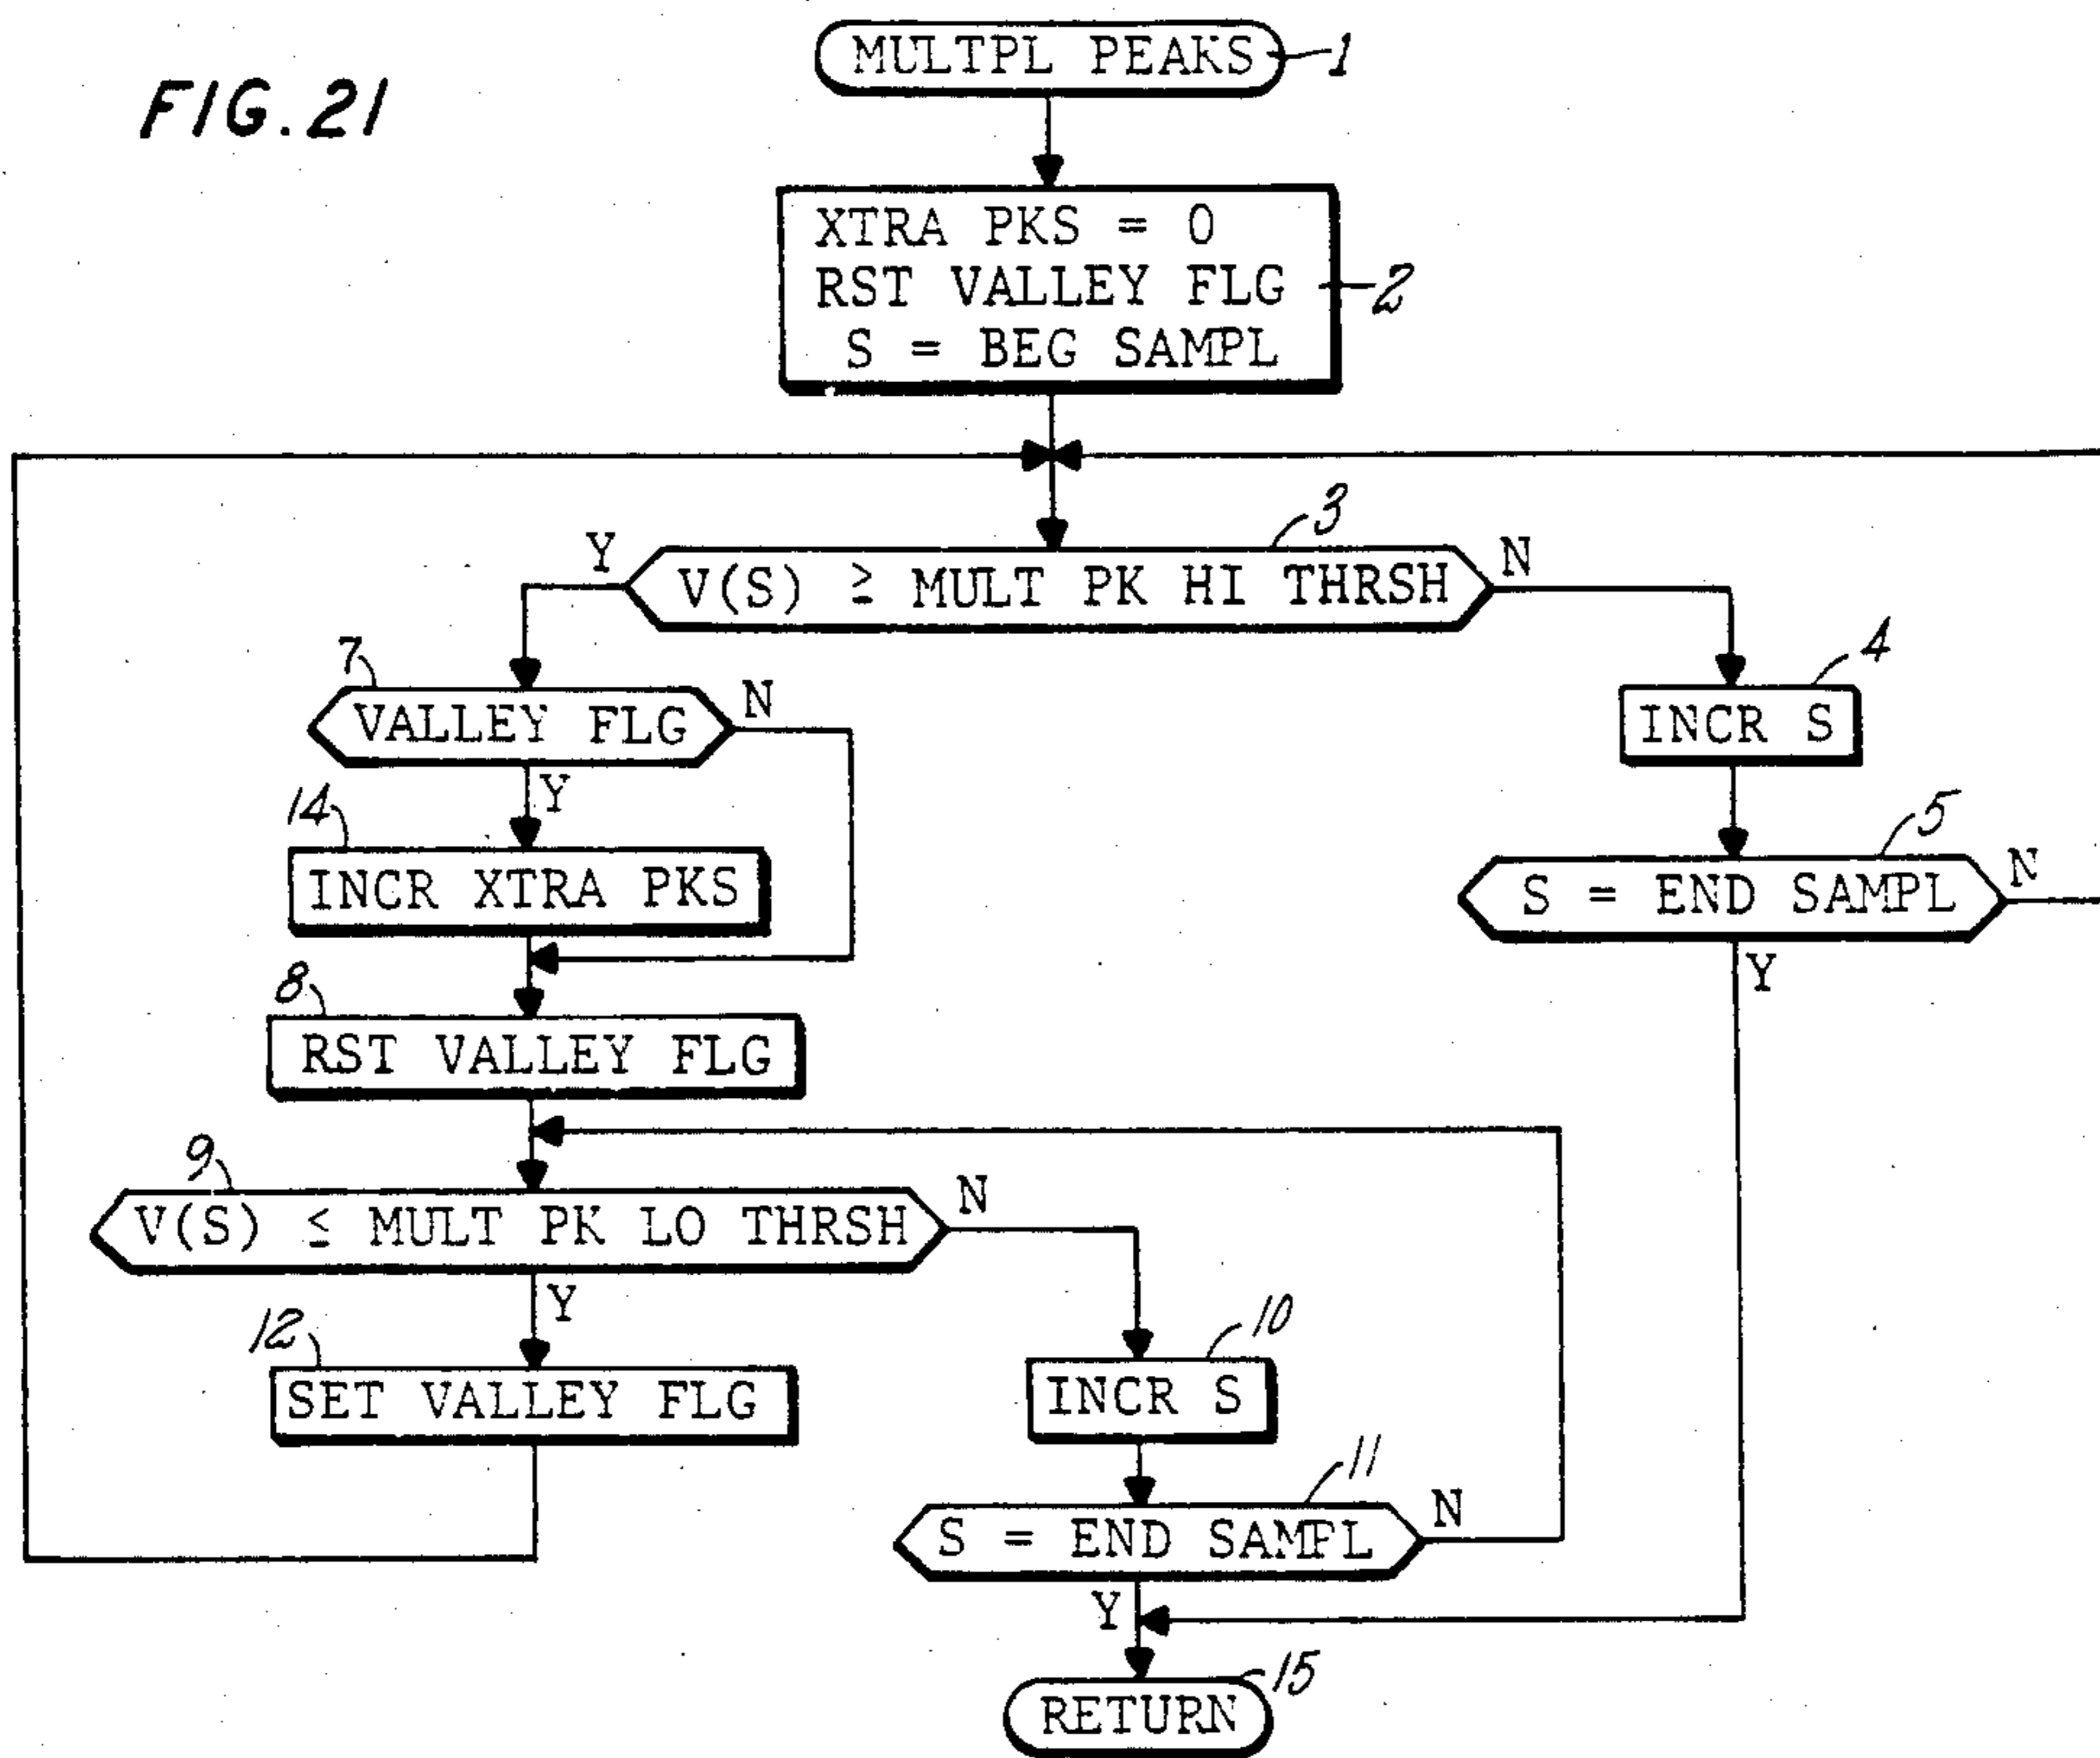 FIG. 21
MULTPL PEAKS
1
XTRA PKS = 0
RST VALLEY FLG
S = BEG SAMPL
2
3
Y
V(S) ≥ MULT PK HI THRSH
N
7
VALLEY FLG
N
Y
4
INCR S
14
INCR XTRA PKS
5
S = END SAMPL
N
Y
8
RST VALLEY FLG
9
V(S) ≤ MULT PK LO THRSH
N
Y
12
SET VALLEY FLG
10
INCR S
11
S = END SAMPL
N
Y
RETURN
15